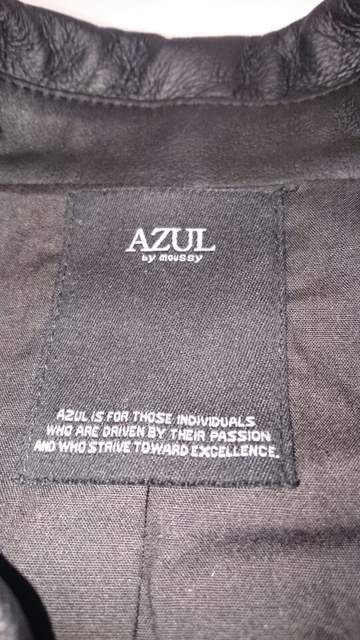 AZUL
by moussy
AZUL IS FOR THOSE INDIVIDUALS
WHO ARE DRIVEN BY THEIR PASSION
AND WHO STRIVE TOWARD EXCELLENCE.